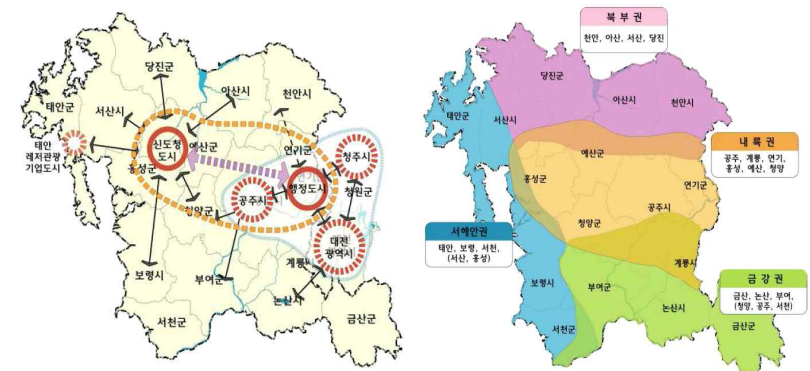 당진군
아산시
천안시
태안군
서산시
태안
레저관광
기업도시
신도청
도시
예산군
홍성군
연기군
청주시
행정도시
청원군
공주시
청양군
대전
광역시
계룡시
보령시
부여군
논산시
서천군
금산군
북부권
천안, 아산, 서산, 당진
당진군
아산시
천안시
태안군
서산시
내륙권
공주, 계룡, 연기,
홍성, 예산, 청양
예산군
홍성군
연기군
공주시
청양군
서해안권
태안, 보령, 서천,
(서산, 홍성)
계룡시
보령시
부여군
금강권
금산, 논산, 부여,
(청양, 공주, 서천)
논산시
서천군
금산군